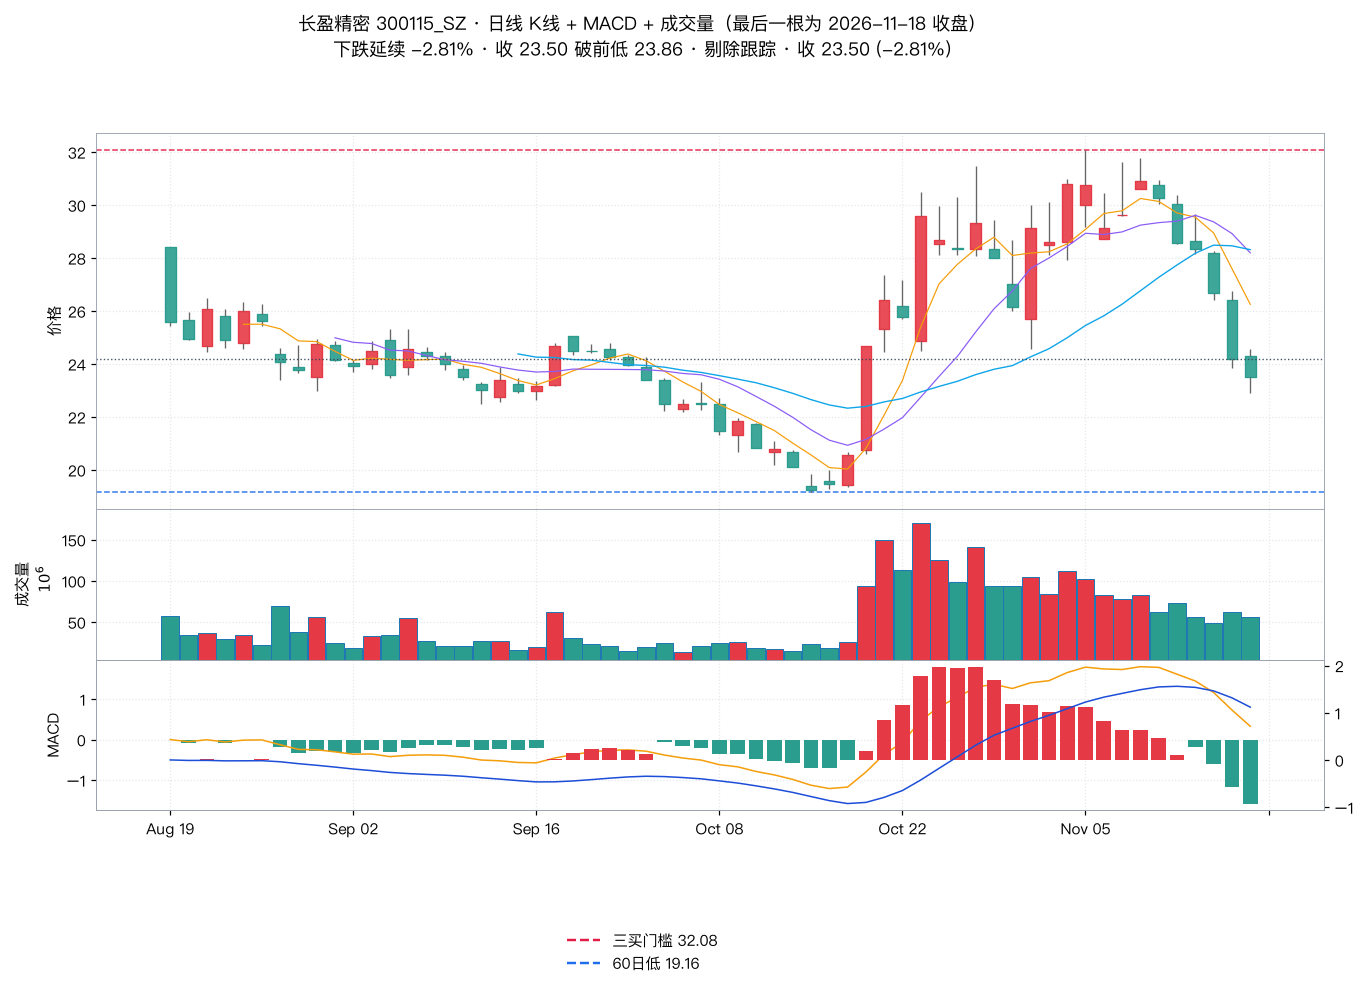 长盈精密 300115_SZ · 日线 K线 + MACD + 成交量（最后一根为 2026–11–18 收盘）
下跌延续 −2.81% · 收 23.50 破前低 23.86 · 剔除跟踪 · 收 23.50 (−2.81%)
价格
32
30
28
26
24
22
20
成交量
10⁶
150
100
50
MACD
1
0
−1
2
1
0
−1
Aug 19
Sep 02
Sep 16
Oct 08
Oct 22
Nov 05
三买门槛 32.08
60日低 19.16